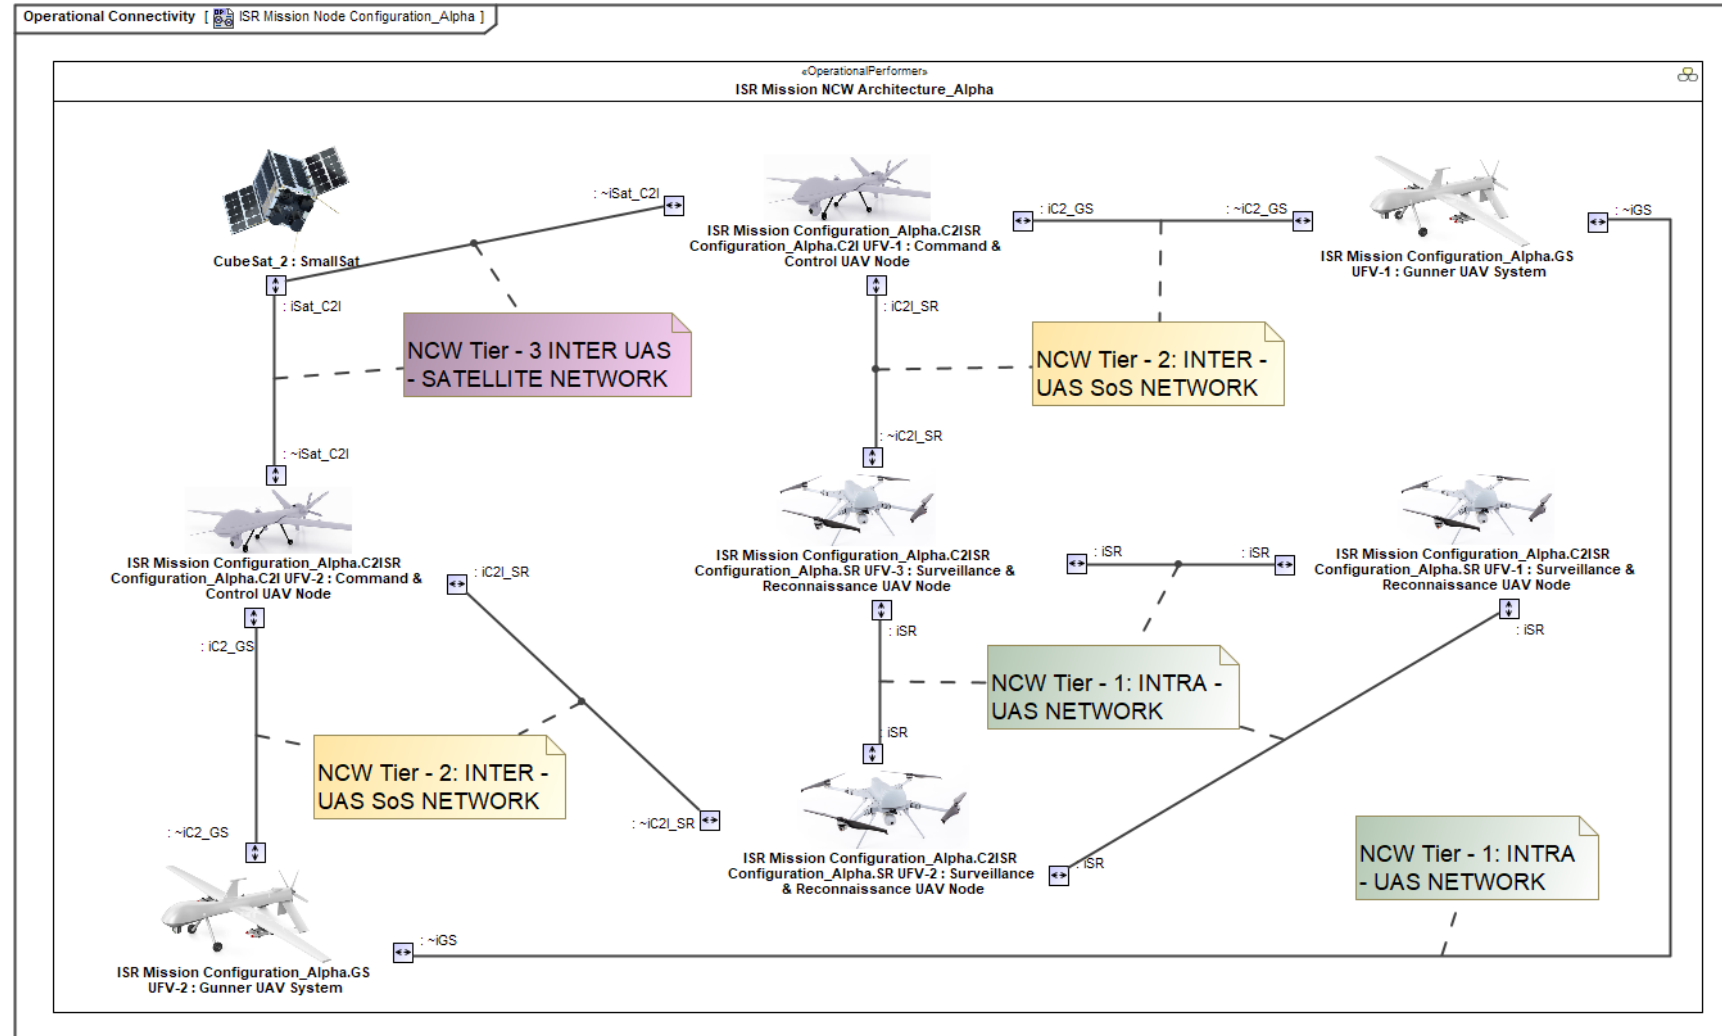 Operational Connectivity [ ISR Mission Node Configuration_Alpha ]
«OperationalPerformer»
ISR Mission NCW Architecture_Alpha
CubeSat_2 : SmallSat
: iSat_C2I
: ~iSat_C2I
ISR Mission Configuration_Alpha.C2ISR
Configuration_Alpha.C2I UFV-1 : Command &
Control UAV Node
: iC2_GS
: ~iC2_GS
ISR Mission Configuration_Alpha.GS
UFV-1 : Gunner UAV System
: ~iGS
: iC2I_SR
NCW Tier - 3 INTER UAS
- SATELLITE NETWORK
NCW Tier - 2: INTER -
UAS SoS NETWORK
: ~iC2I_SR
: ~iSat_C2I
ISR Mission Configuration_Alpha.C2ISR
Configuration_Alpha.C2I UFV-2 : Command &
Control UAV Node
: iC2I_SR
: iC2_GS
ISR Mission Configuration_Alpha.C2ISR
Configuration_Alpha.SR UFV-3 : Surveillance &
Reconnaissance UAV Node
: iSR
: iSR
ISR Mission Configuration_Alpha.C2ISR
Configuration_Alpha.SR UFV-1 : Surveillance &
Reconnaissance UAV Node
: iSR
: iSR
NCW Tier - 1: INTRA -
UAS NETWORK
: iSR
NCW Tier - 2: INTER -
UAS SoS NETWORK
: ~iC2_GS
: ~iC2I_SR
ISR Mission Configuration_Alpha.C2ISR
Configuration_Alpha.SR UFV-2 : Surveillance
& Reconnaissance UAV Node
: iSR
NCW Tier - 1: INTRA
- UAS NETWORK
: ~iGS
ISR Mission Configuration_Alpha.GS
UFV-2 : Gunner UAV System